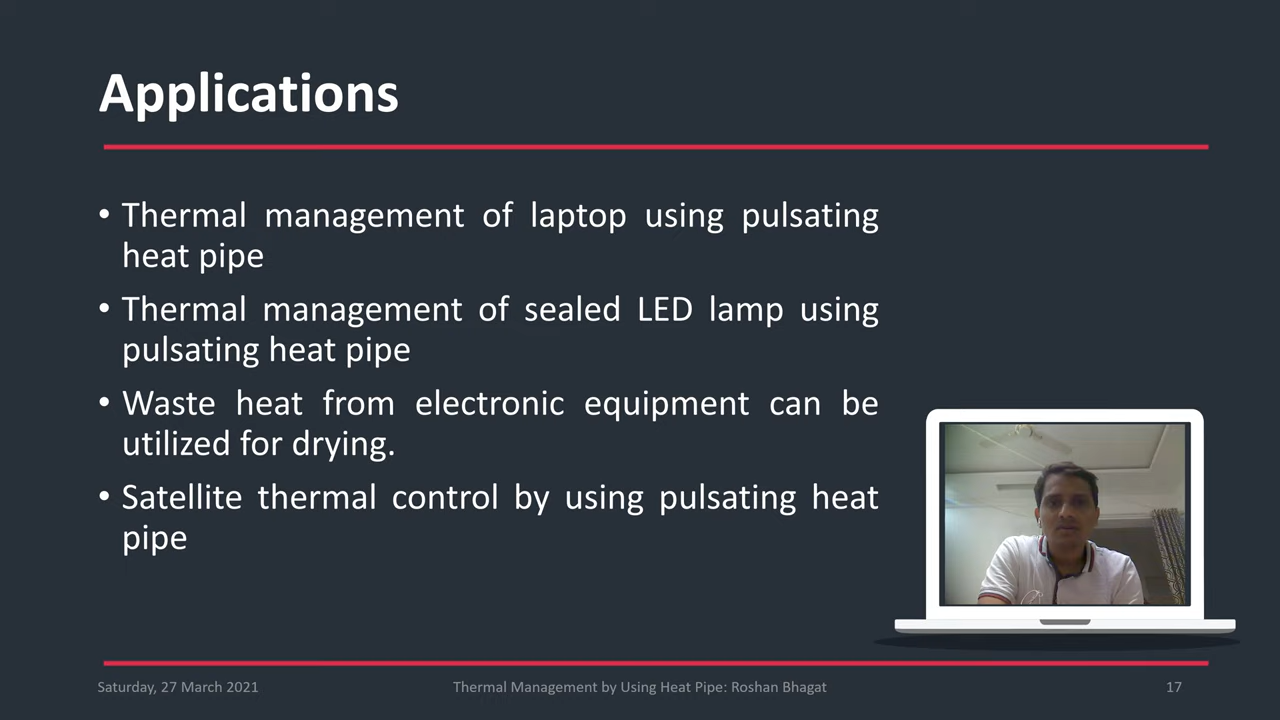 Applications
• Thermal management of laptop using pulsating
heat pipe
• Thermal management of sealed LED lamp using
pulsating heat pipe
• Waste heat from electronic equipment can be
utilized for drying.
• Satellite thermal control by using pulsating heat
pipe
Saturday, 27 March 2021
Thermal Management by Using Heat Pipe: Roshan Bhagat
17